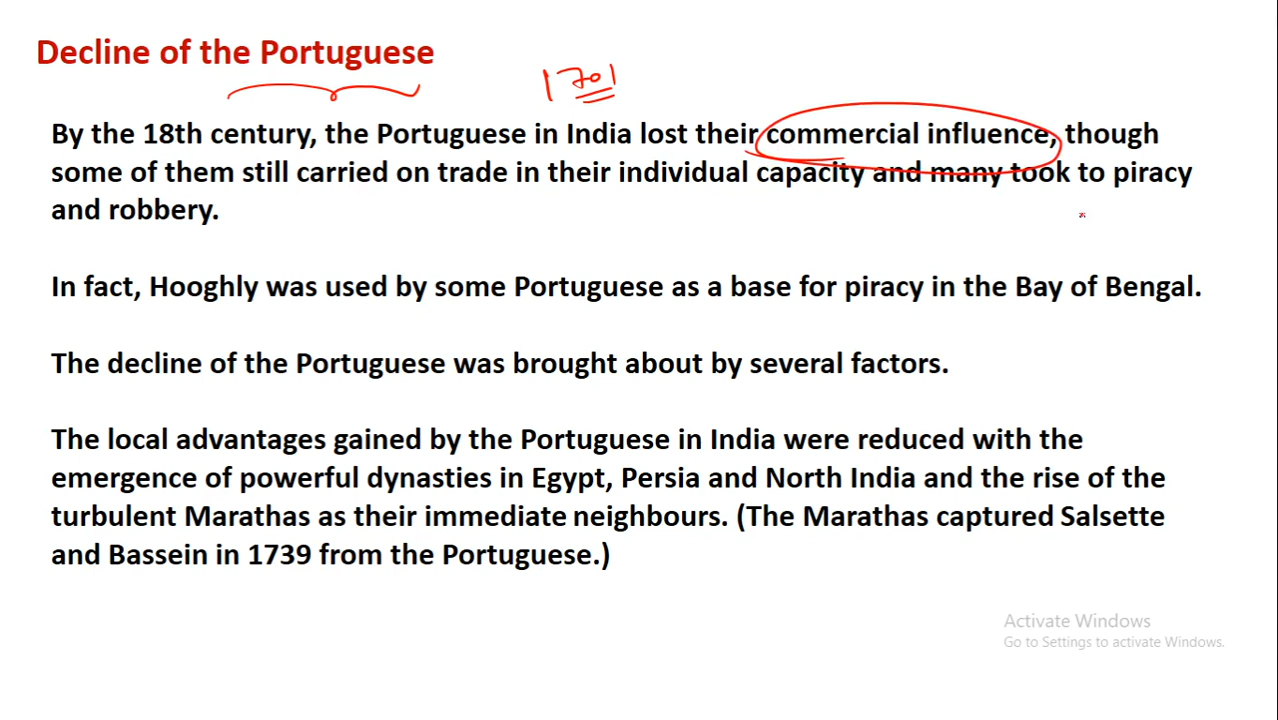 Decline of the Portuguese
1701
By the 18th century, the Portuguese in India lost their commercial influence, though
some of them still carried on trade in their individual capacity and many took to piracy
and robbery.
In fact, Hooghly was used by some Portuguese as a base for piracy in the Bay of Bengal.
The decline of the Portuguese was brought about by several factors.
The local advantages gained by the Portuguese in India were reduced with the
emergence of powerful dynasties in Egypt, Persia and North India and the rise of the
turbulent Marathas as their immediate neighbours. (The Marathas captured Salsette
and Bassein in 1739 from the Portuguese.)
Activate Windows
Go to Settings to activate Windows.